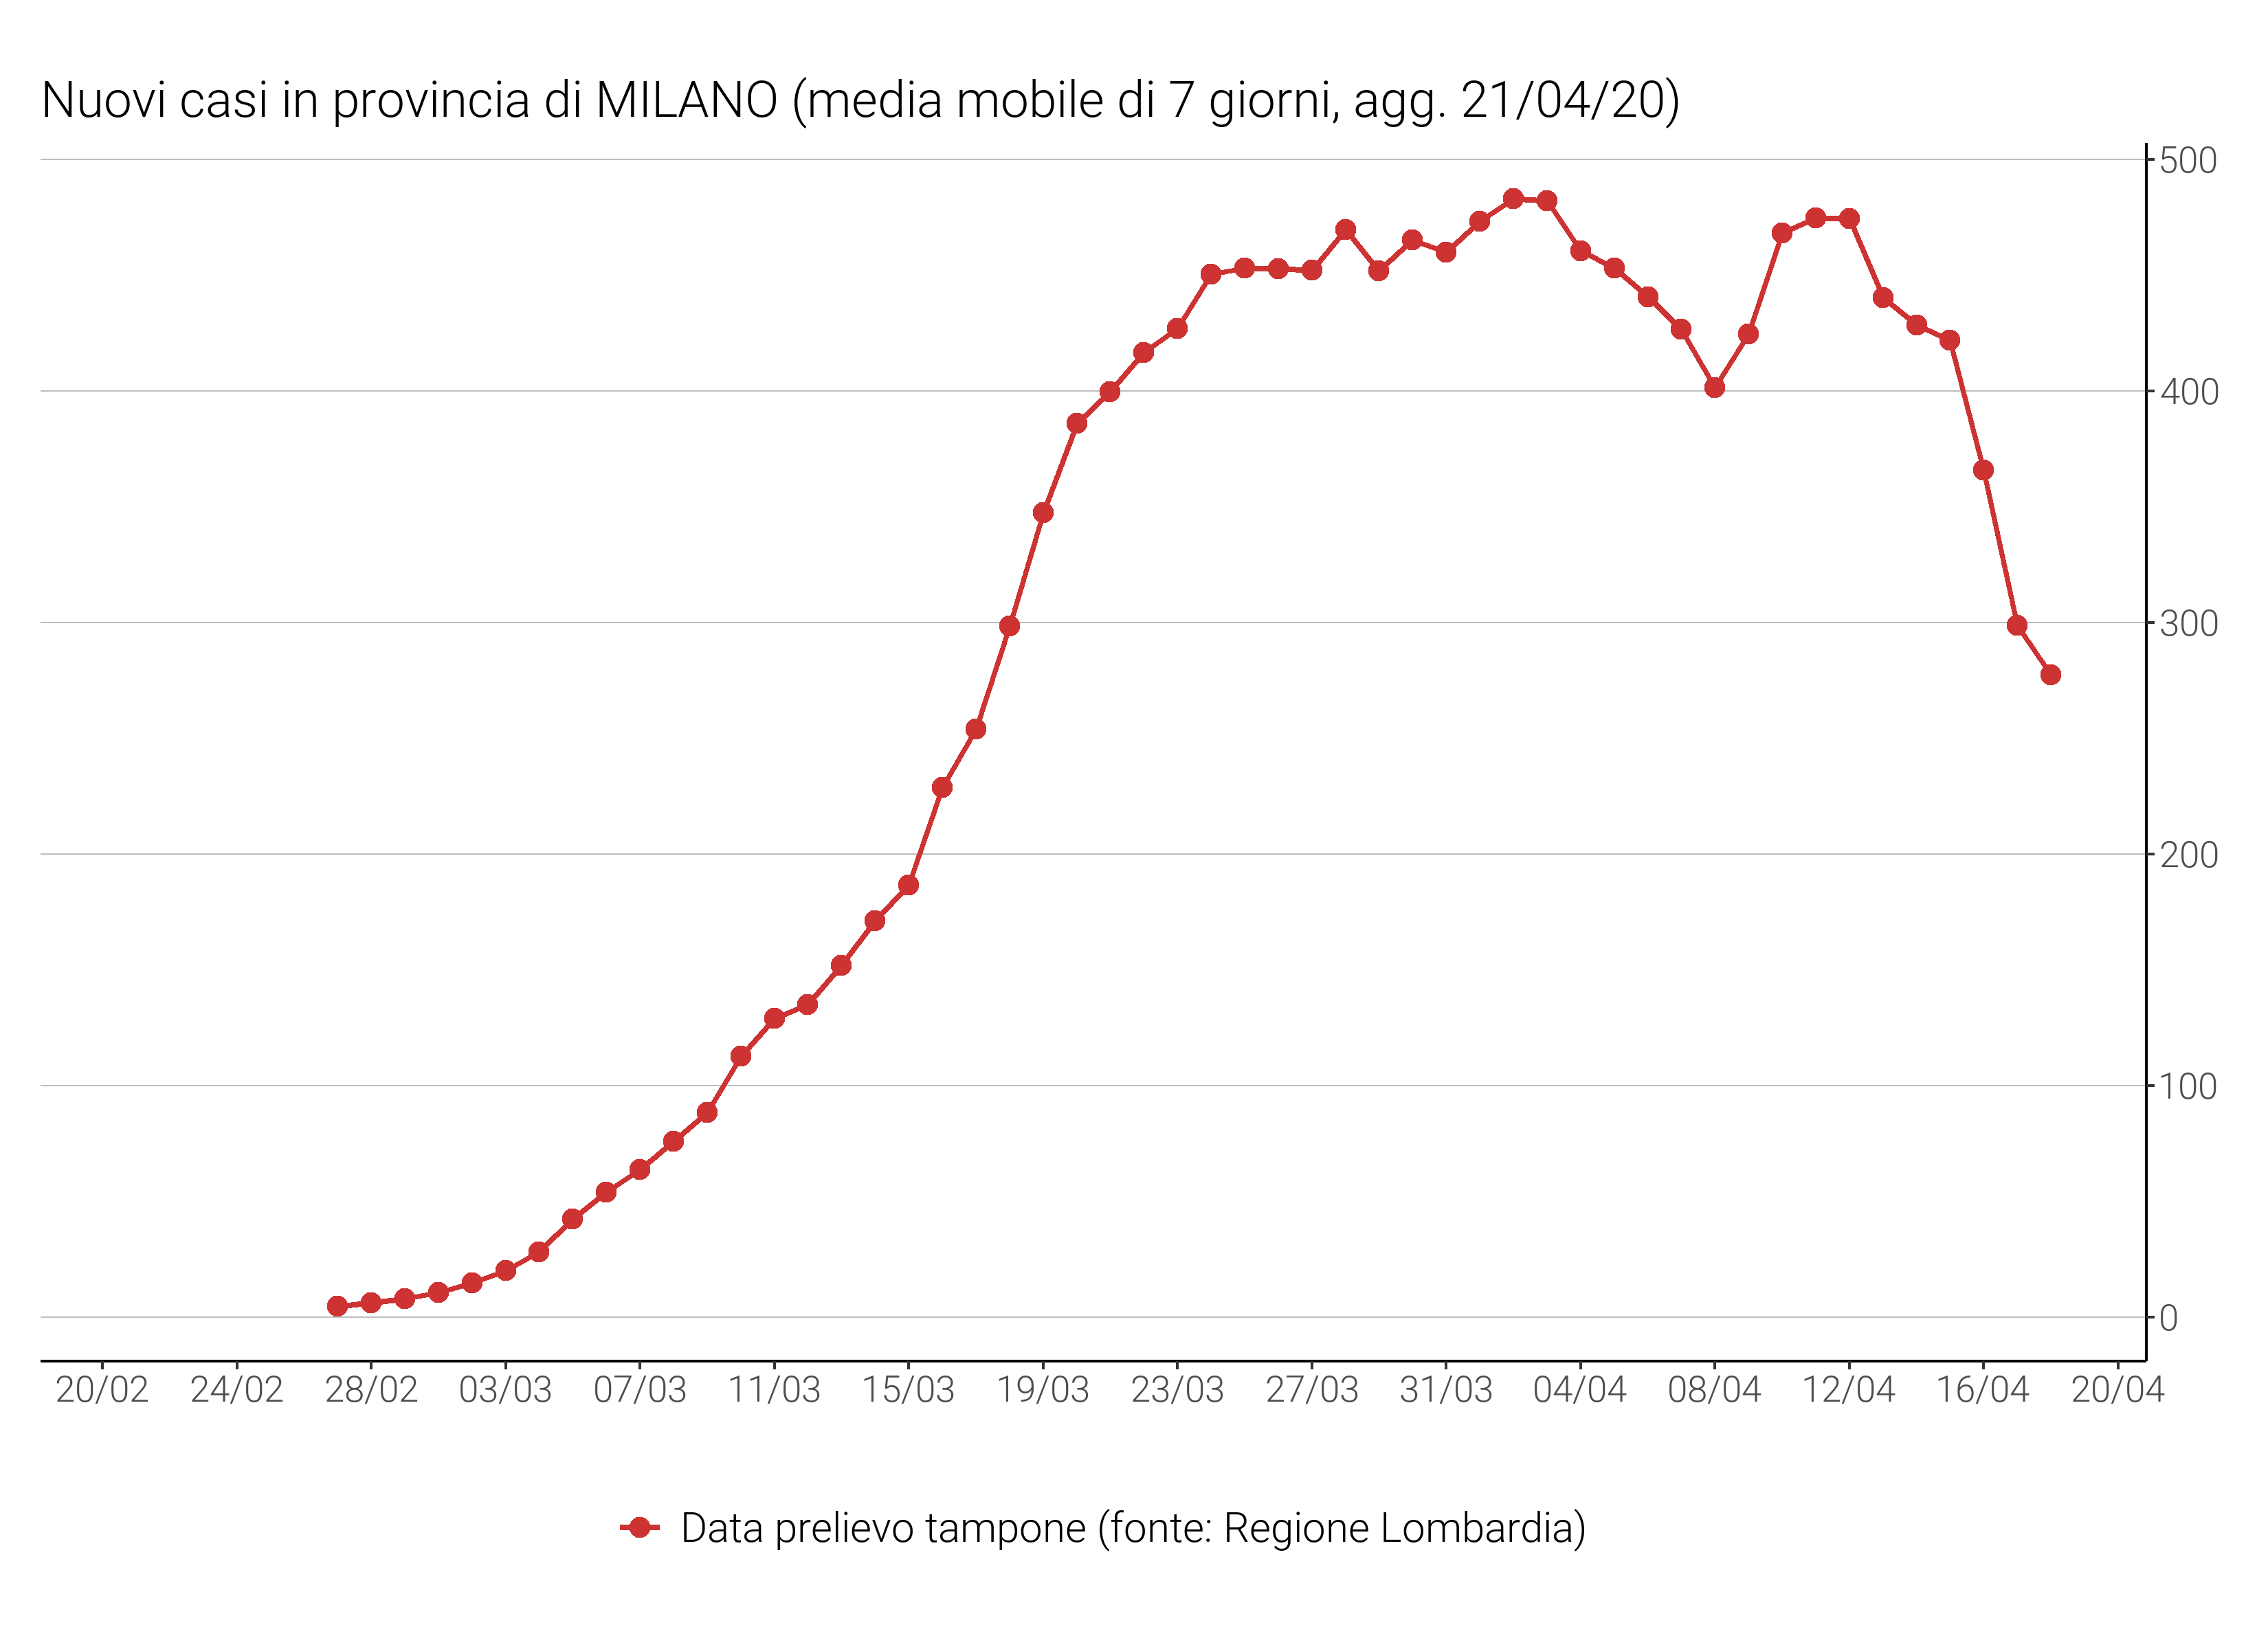 Nuovi casi in provincia di MILANO (media mobile di 7 giorni, agg. 21/04/20)
500
400
300
200
100
0
20/02 24/02 28/02 03/03 07/03 11/03 15/03 19/03 23/03 27/03 31/03 04/04 08/04 12/04 16/04 20/04
Data prelievo tampone (fonte: Regione Lombardia)